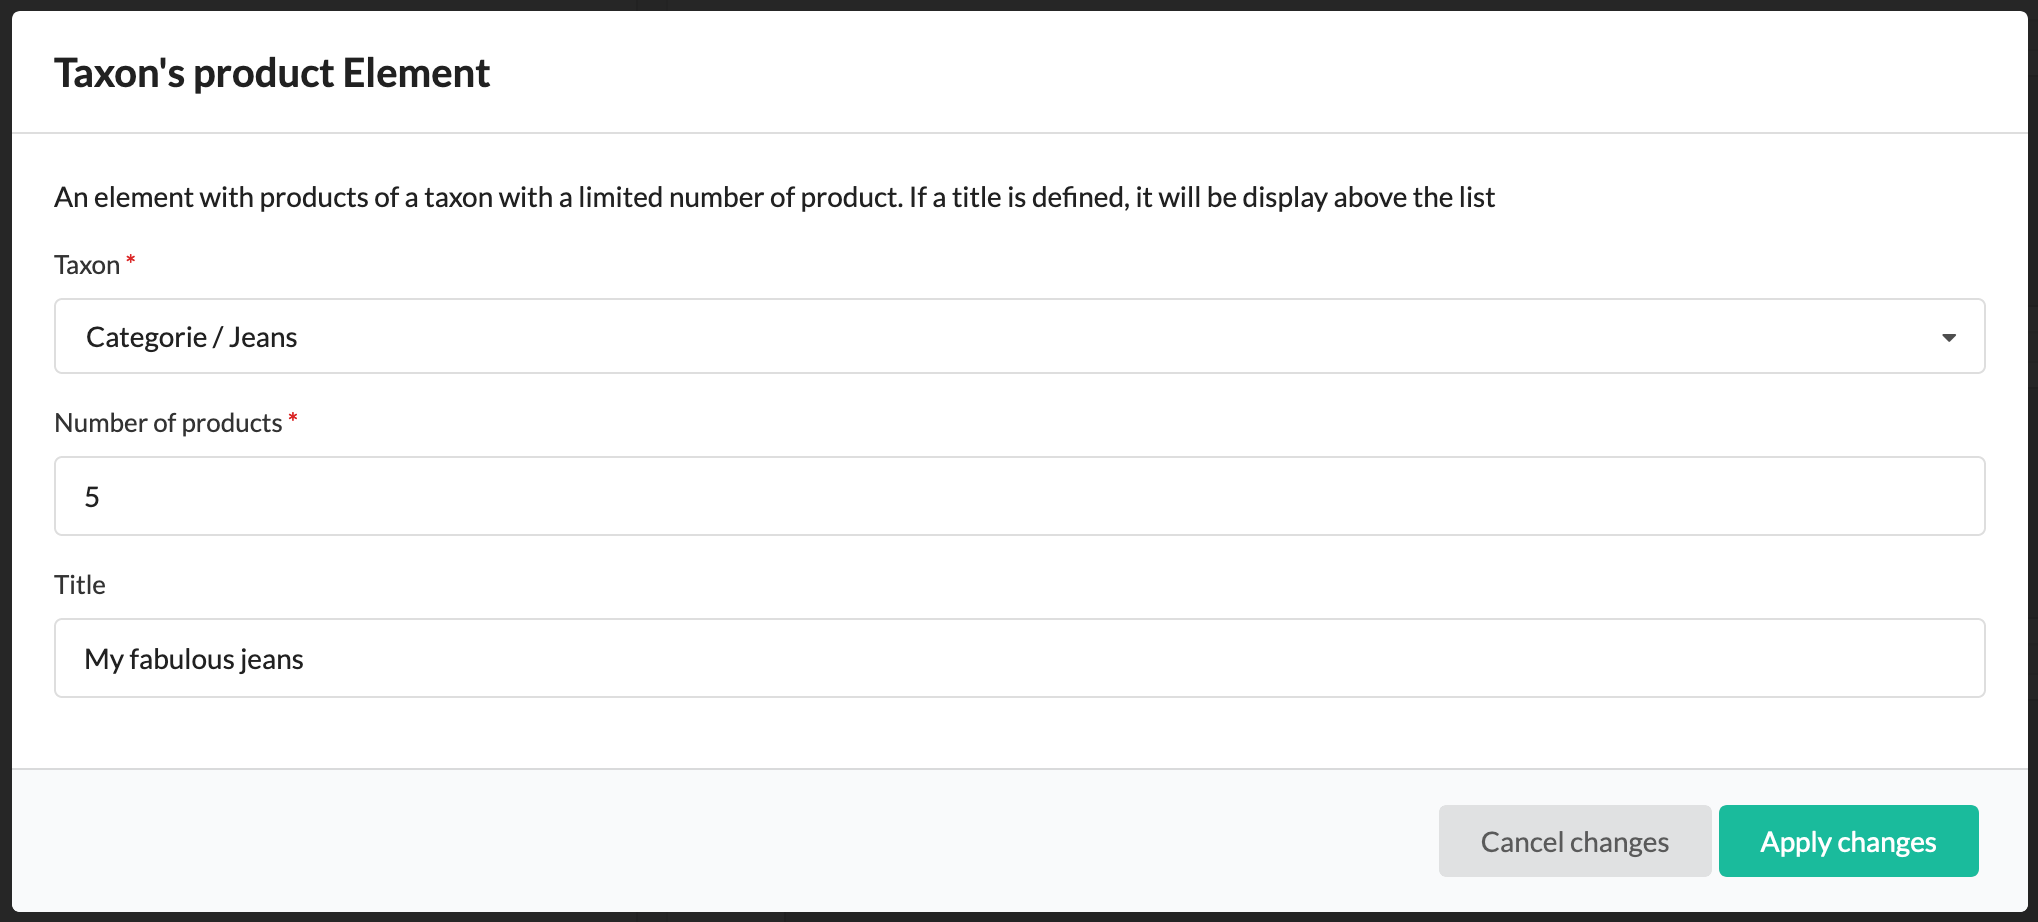 Taxon's product Element
An element with products of a taxon with a limited number of product. If a title is defined, it will be display above the list
Taxon *
Categorie / Jeans
Number of products *
5
Title
My fabulous jeans
Cancel changes
Apply changes